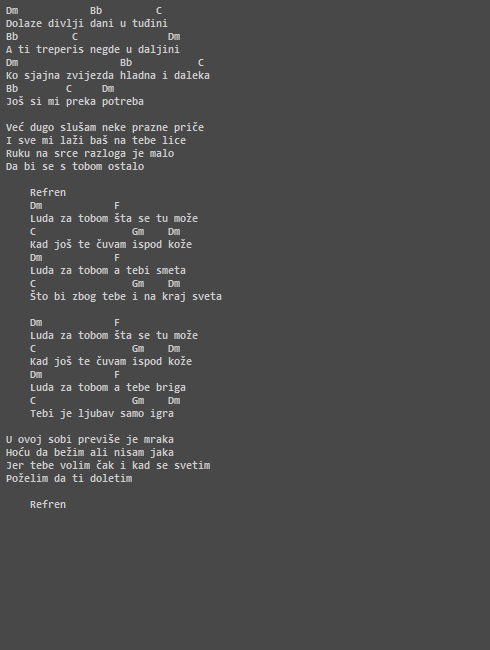 Dm            Bb         C
Dolaze divlji dani u tuđini
Bb         C               Dm
A ti treperis negde u daljini
Dm                 Bb           C
Ko sjajna zvijezda hladna i daleka
Bb        C     Dm
Još si mi preka potreba

Već dugo slušam neke prazne priče
I sve mi laži baš na tebe lice
Ruku na srce razloga je malo
Da bi se s tobom ostalo

    Refren
    Dm            F
    Luda za tobom šta se tu može
    C                Gm    Dm
    Kad još te čuvam ispod kože
    Dm            F
    Luda za tobom a tebi smeta
    C                Gm    Dm
    Što bi zbog tebe i na kraj sveta

    Dm            F
    Luda za tobom šta se tu može
    C                Gm    Dm
    Kad još te čuvam ispod kože
    Dm            F
    Luda za tobom a tebe briga
    C                Gm    Dm
    Tebi je ljubav samo igra

U ovoj sobi previše je mraka
Hoću da bežim ali nisam jaka
Jer tebe volim čak i kad se svetim
Poželim da ti doletim

    Refren